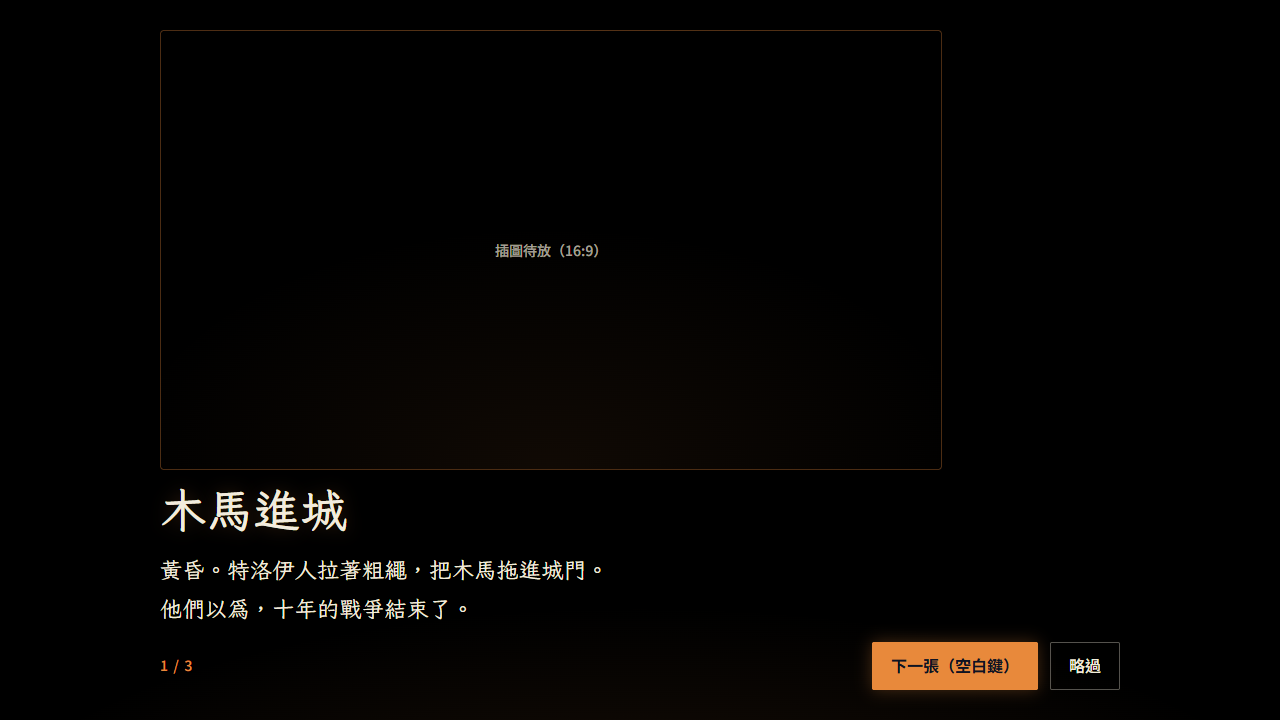 插圖待放（16:9）
木馬進城
黃昏。特洛伊人拉著粗繩，把木馬拖進城門。
他們以為，十年的戰爭結束了。
1 / 3
下一張（空白鍵）
略過